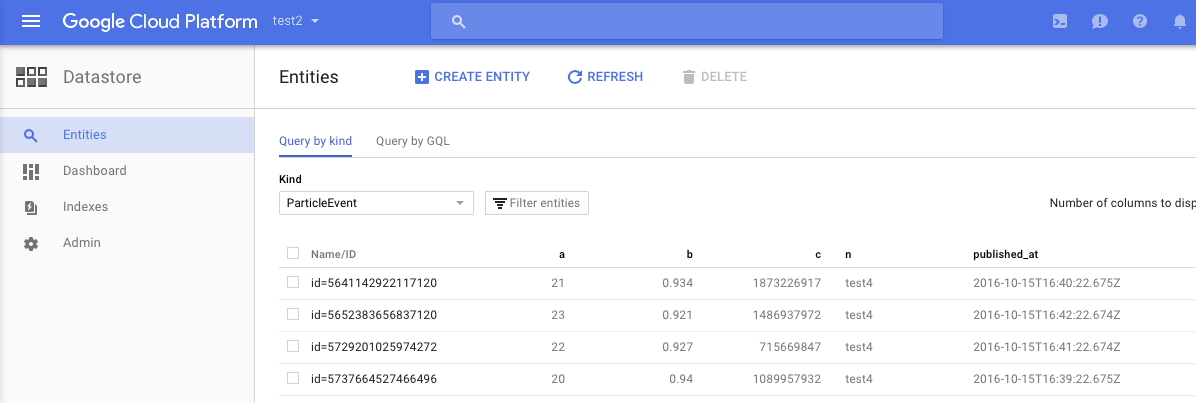 Google Cloud Platform test2
Datastore Entities CREATE ENTITY REFRESH DELETE
Entities
Dashboard
Indexes
Admin
Query by kind Query by GQL
Kind
ParticleEvent Filter entities Number of columns to disp
Name/ID a b c n published_at
id=5641142922117120 21 0.934 1873226917 test4 2016-10-15T16:40:22.675Z
id=5652383656837120 23 0.921 1486937972 test4 2016-10-15T16:42:22.674Z
id=5729201025974272 22 0.927 715669847 test4 2016-10-15T16:41:22.674Z
id=5737664527466496 20 0.94 1089957932 test4 2016-10-15T16:39:22.675Z